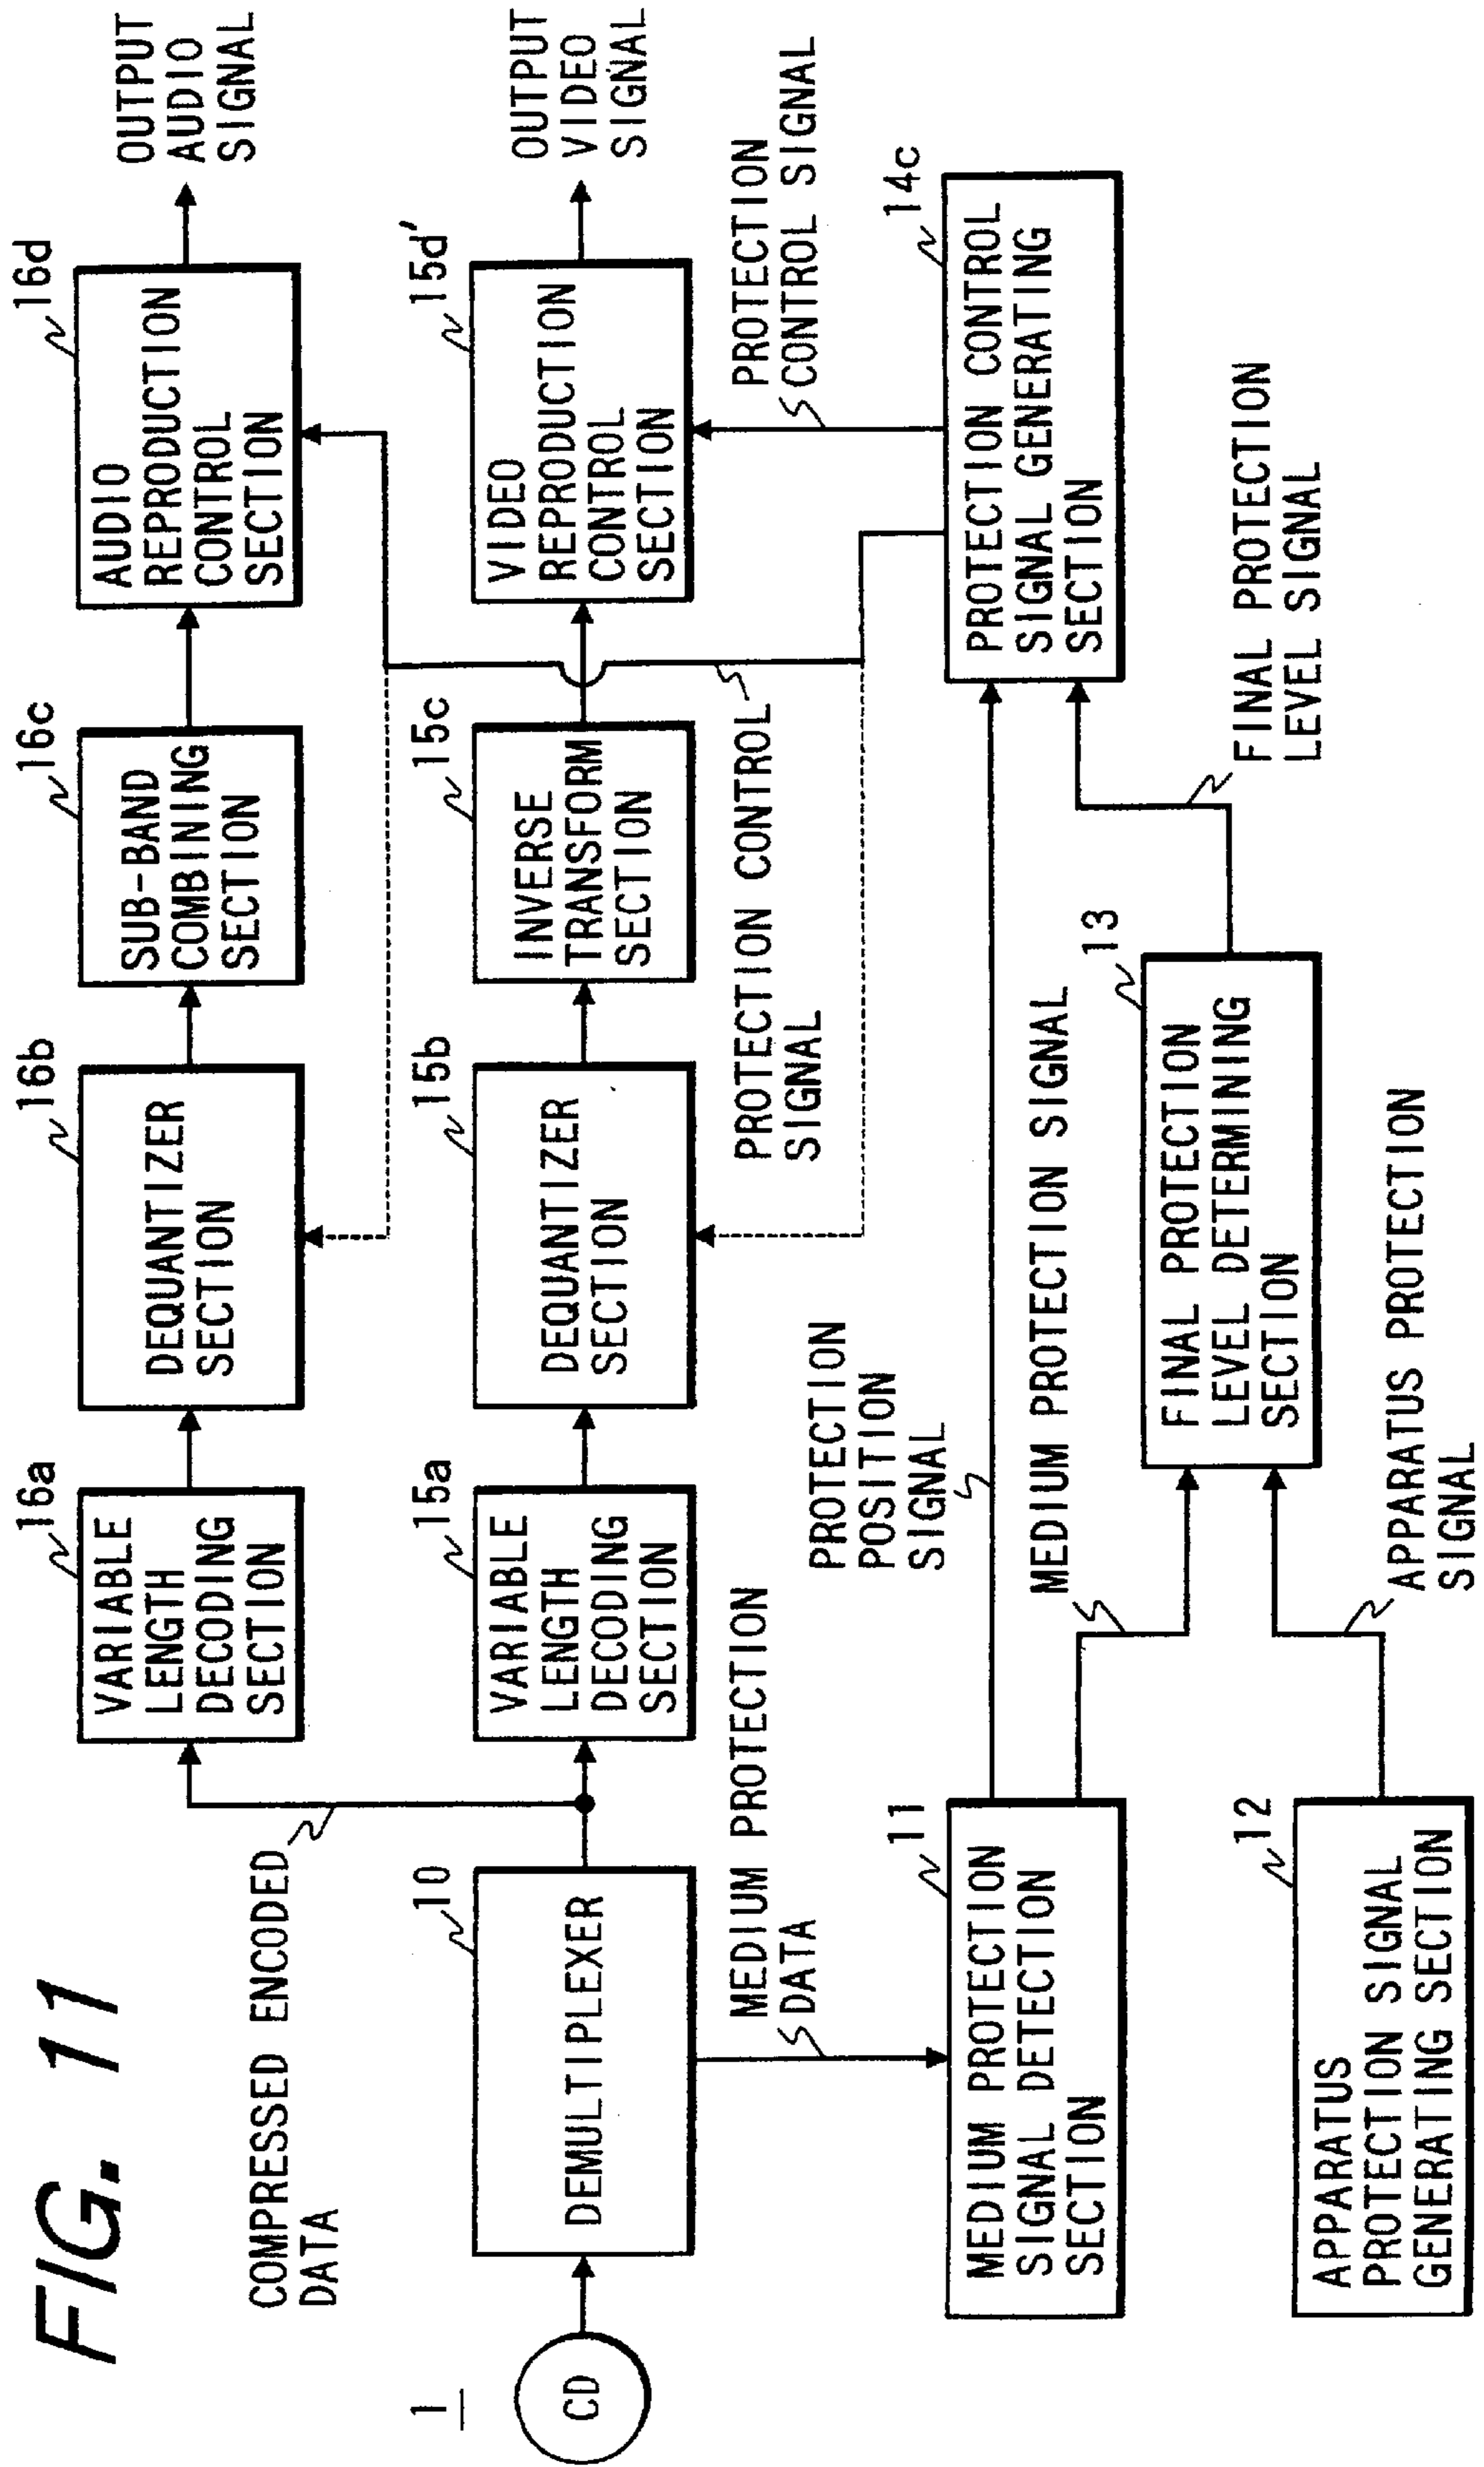 FIG. 11
1
CD
COMPRESSED ENCODED
DATA
10
DEMULTIPLEXER
MEDIUM PROTECTION
DATA
16a
VARIABLE
LENGTH
DECODING
SECTION
16b
DEQUANTIZER
SECTION
16c
SUB-BAND
COMBINING
SECTION
16d
AUDIO
REPRODUCTION
CONTROL
SECTION
OUTPUT
AUDIO
SIGNAL
15a
VARIABLE
LENGTH
DECODING
SECTION
15b
DEQUANTIZER
SECTION
15c
INVERSE
TRANSFORM
SECTION
15d'
VIDEO
REPRODUCTION
CONTROL
SECTION
OUTPUT
VIDEO
SIGNAL
PROTECTION CONTROL
SIGNAL
PROTECTION
CONTROL SIGNAL
PROTECTION
POSITION
SIGNAL
11
MEDIUM PROTECTION
SIGNAL DETECTION
SECTION
MEDIUM PROTECTION SIGNAL
14c
PROTECTION CONTROL
SIGNAL GENERATING
SECTION
13
FINAL PROTECTION
LEVEL DETERMINING
SECTION
FINAL PROTECTION
LEVEL SIGNAL
12
APPARATUS
PROTECTION SIGNAL
GENERATING SECTION
APPARATUS PROTECTION
SIGNAL